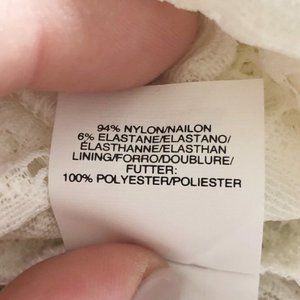 94% NYLON/NAILON
6% ELASTANE/ELASTANO/
ÉLASTHANNE/ELASTHAN
LINING/FORRO/DOUBLURE/
FUTTER:
100% POLYESTER/POLIESTER